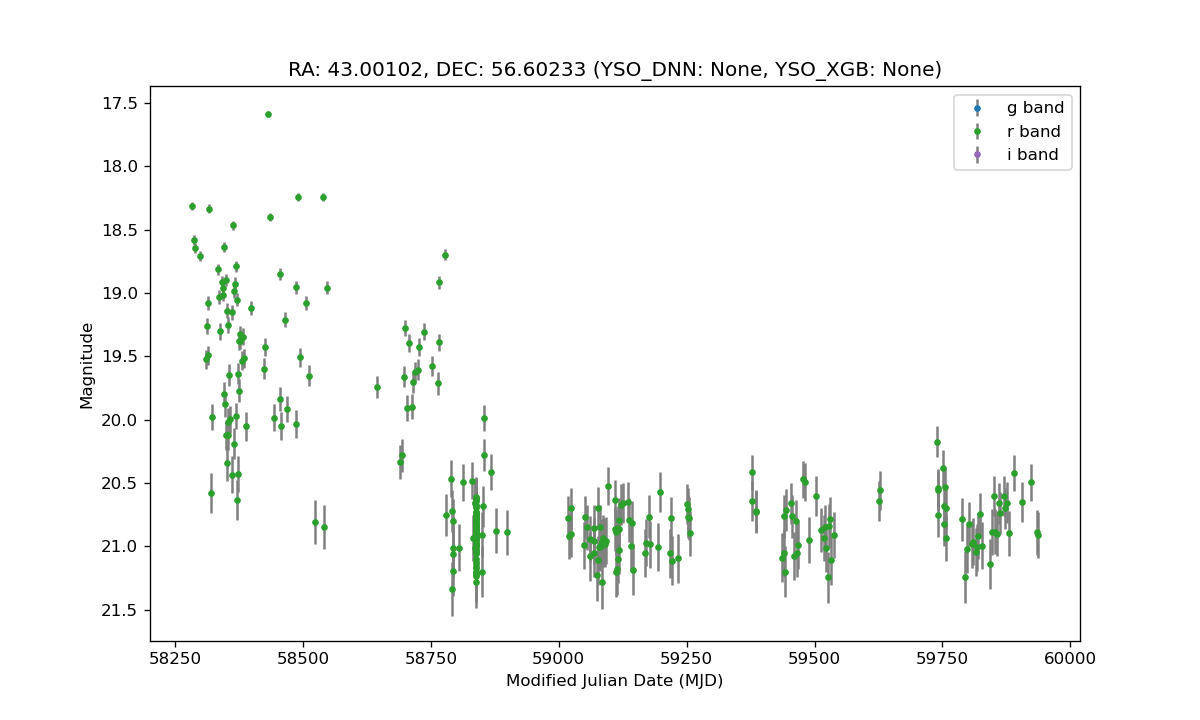 RA: 43.00102, DEC: 56.60233 (YSO_DNN: None, YSO_XGB: None)
17.5
18.0
18.5
19.0
19.5
20.0
20.5
21.0
21.5
Magnitude
g band
r band
i band
58250
58500
58750
59000
59250
59500
59750
60000
Modified Julian Date (MJD)